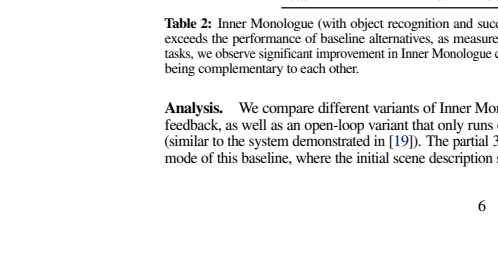 Table 2: Inner Monologue (with object recognition and succ
exceeds the performance of baseline alternatives, as measure
tasks, we observe significant improvement in Inner Monologue c
being complementary to each other.
Analysis. We compare different variants of Inner Mon
feedback, as well as an open-loop variant that only runs
(similar to the system demonstrated in [19]). The partial 3
mode of this baseline, where the initial scene description s
6